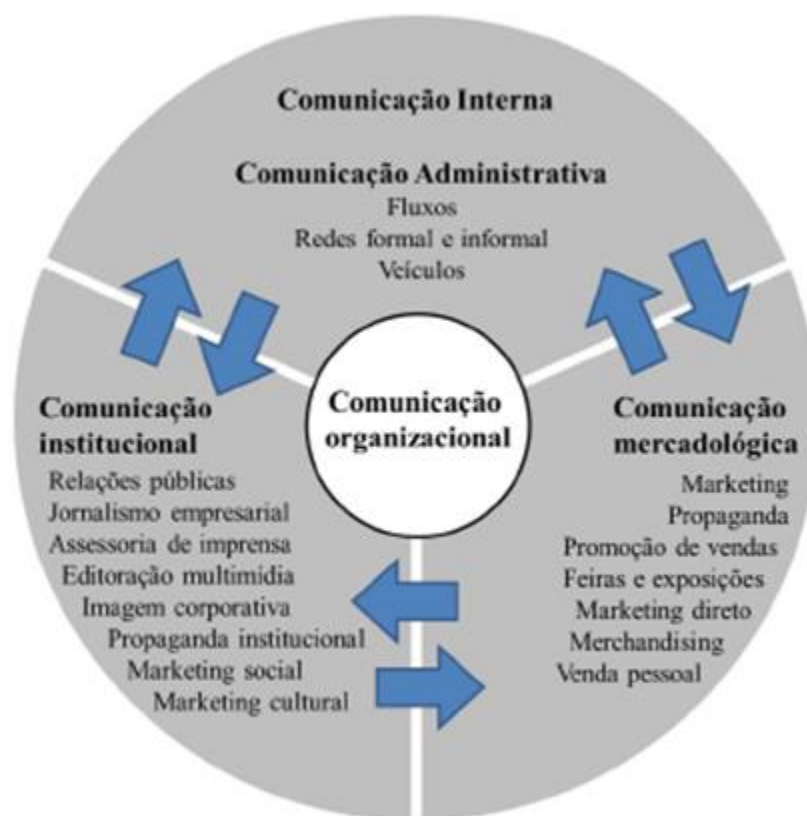 Comunicação Interna
Comunicação Administrativa
Fluxos
Redes formal e informal
Veículos
Comunicação
organizacional
Comunicação
institucional
Relações públicas
Jornalismo empresarial
Assessoria de imprensa
Editoração multimídia
Imagem corporativa
Propaganda institucional
Marketing social
Marketing cultural
Comunicação
mercadológica
Marketing
Propaganda
Promoção de vendas
Feiras e exposições
Marketing direto
Merchandising
Venda pessoal